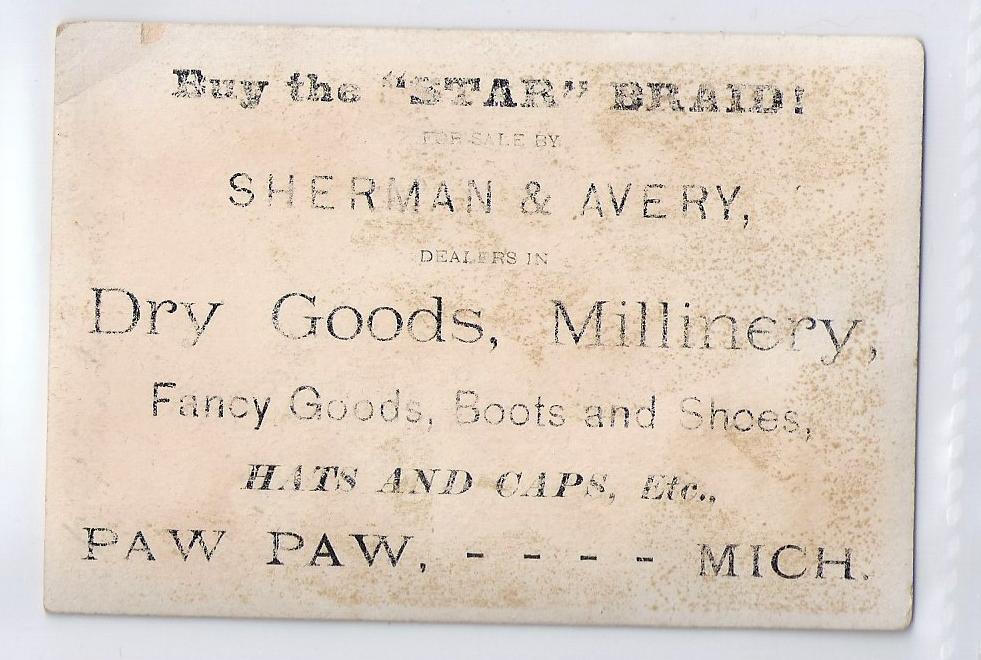 Buy the "STAR" BRAID!
FOR SALE BY
SHERMAN & AVERY,
DEALERS IN
Dry Goods, Millinery,
Fancy Goods, Boots and Shoes,
HATS AND CAPS, Etc.,
PAW PAW, - - - - MICH.